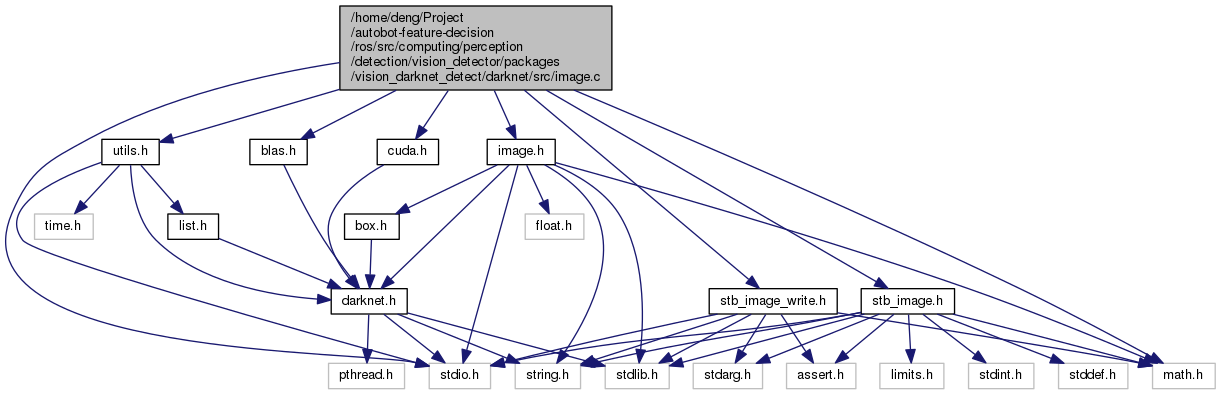 /home/deng/Project
/autobot-feature-decision
/ros/src/computing/perception
/detection/vision_detector/packages
/vision_darknet_detect/darknet/src/image.c
utils.h
blas.h
cuda.h
image.h
time.h
list.h
box.h
float.h
darknet.h
stb_image_write.h
stb_image.h
pthread.h
stdio.h
string.h
stdlib.h
stdarg.h
assert.h
limits.h
stdint.h
stddef.h
math.h